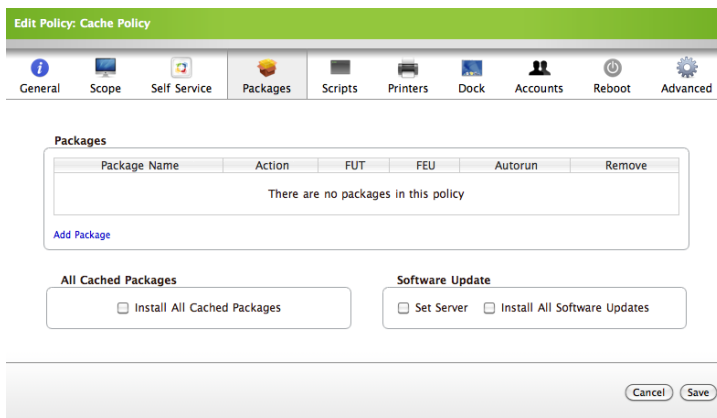 Edit Policy: Cache Policy
General Scope Self Service Packages Scripts Printers Dock Accounts Reboot Advanced
Packages
Package Name Action FUT FEU Autorun Remove
There are no packages in this policy
Add Package
All Cached Packages Software Update
Install All Cached Packages Set Server Install All Software Updates
Cancel Save